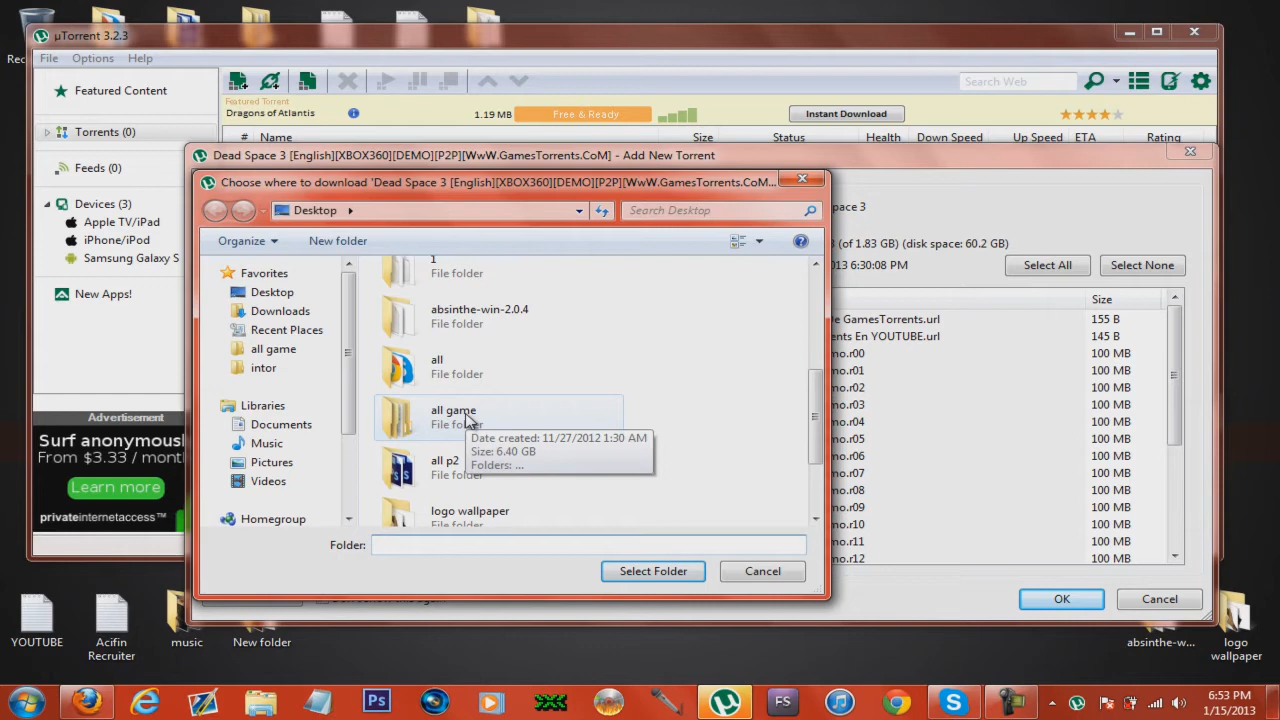 µTorrent 3.2.3
File Options Help
Featured Content
Torrents (0)
Feeds (0)
Devices (3)
Apple TV/iPad
iPhone/iPod
Samsung Galaxy S
New Apps!
Search Web
Featured Torrent
Dragons of Atlantis
1.19 MB
Free & Ready
Instant Download
# Name Size Status Health Down Speed Up Speed ETA Rating
Dead Space 3 [English][XBOX360][DEMO][P2P][WwW.GamesTorrents.CoM] - Add New Torrent
Choose where to download 'Dead Space 3 [English][XBOX360][DEMO][P2P][WwW.GamesTorrents.CoM...
Desktop
Search Desktop
Organize
New folder
Favorites
Desktop
Downloads
Recent Places
all game
intor
Libraries
Documents
Music
Pictures
Videos
Homegroup
1
File folder
absinthe-win-2.0.4
File folder
all
File folder
all game
File folder
Date created: 11/27/2012 1:30 AM
Size: 6.40 GB
Folders: ...
all p2
File folder
logo wallpaper
File folder
Folder:
Select Folder
Cancel
pace 3
(of 1.83 GB) (disk space: 60.2 GB)
2013 6:30:08 PM
Select All
Select None
Size
e GamesTorrents.url 155 B
ents En YOUTUBE.url 145 B
mo.r00 100 MB
mo.r01 100 MB
mo.r02 100 MB
mo.r03 100 MB
mo.r04 100 MB
mo.r05 100 MB
mo.r06 100 MB
mo.r07 100 MB
mo.r08 100 MB
mo.r09 100 MB
mo.r10 100 MB
mo.r11 100 MB
mo.r12 100 MB
OK
Cancel
Advertisement
Surf anonymousl
From $3.33 / month
Learn more
privateinternetaccess™
YOUTUBE
Acifin
Recruiter
music
New folder
absinthe-w...
logo
wallpaper
Ps
FS
6:53 PM
1/15/2013